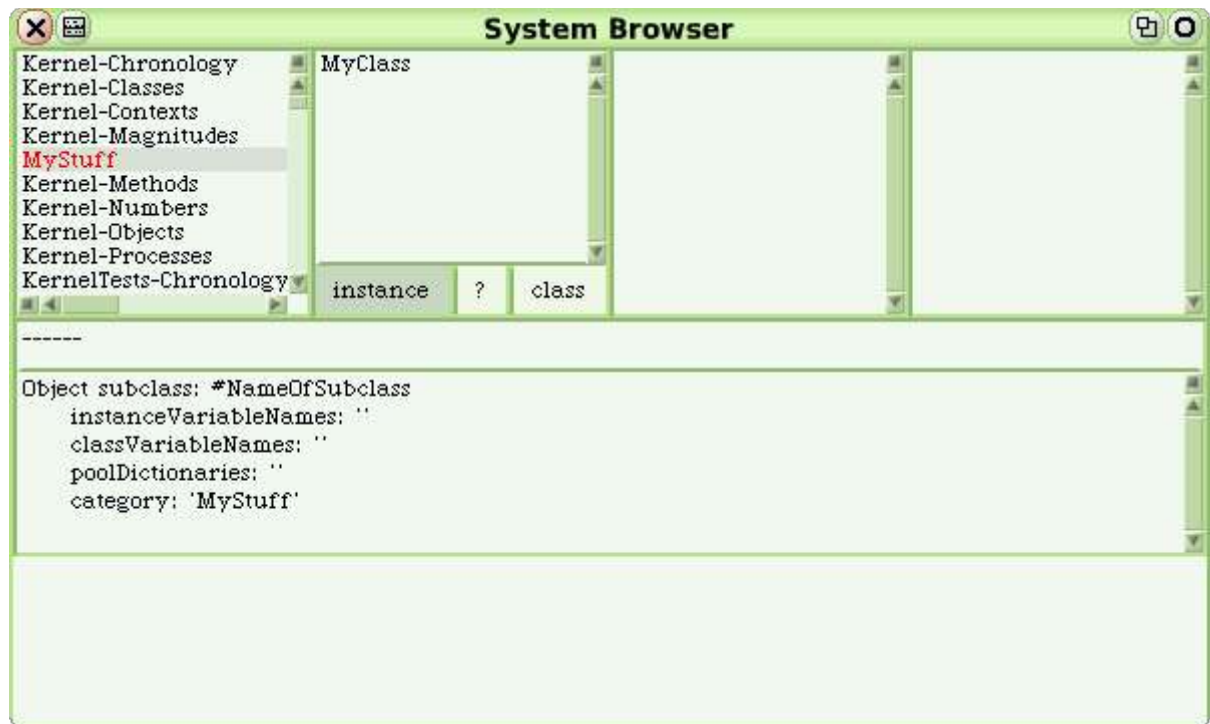 System Browser
Kernel-Chronology
Kernel-Classes
Kernel-Contexts
Kernel-Magnitudes
MyStuff
Kernel-Methods
Kernel-Numbers
Kernel-Objects
Kernel-Processes
KernelTests-Chronology
MyClass
instance ? class
------
Object subclass: #NameOfSubclass
instanceVariableNames: ''
classVariableNames: ''
poolDictionaries: ''
category: 'MyStuff'